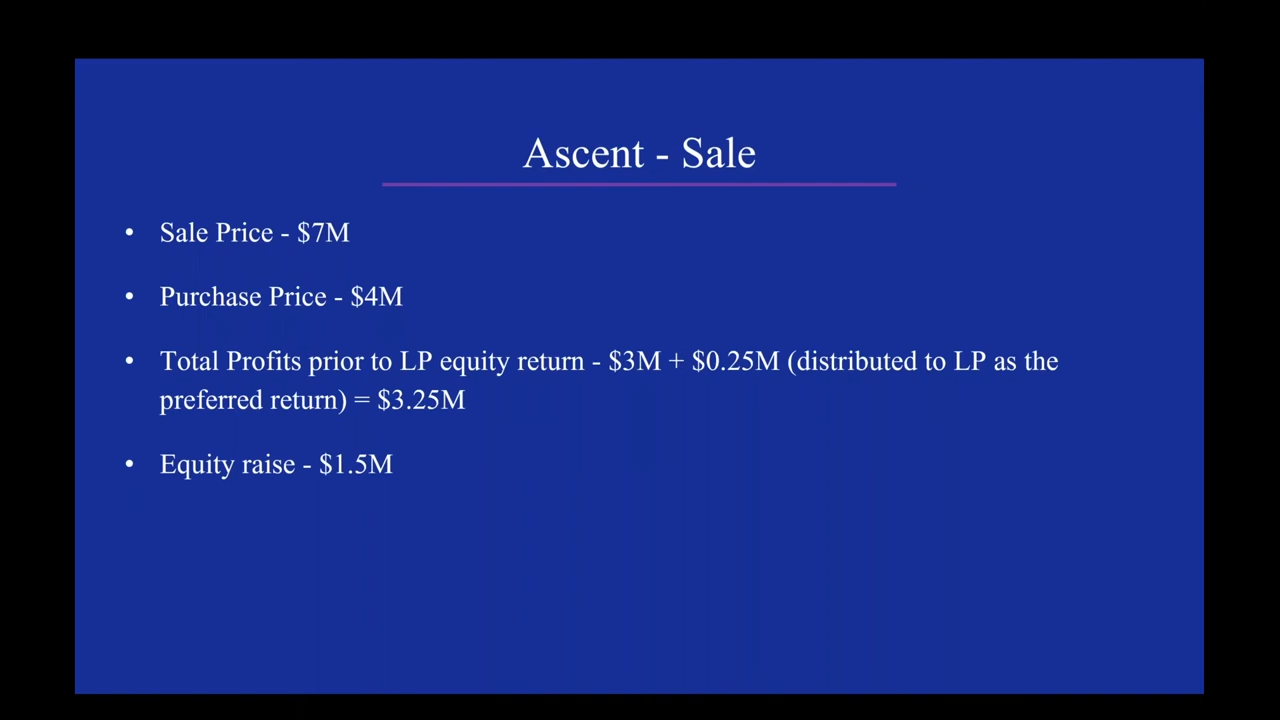 Ascent - Sale
• Sale Price - $7M
• Purchase Price - $4M
• Total Profits prior to LP equity return - $3M + $0.25M (distributed to LP as the
preferred return) = $3.25M
• Equity raise - $1.5M